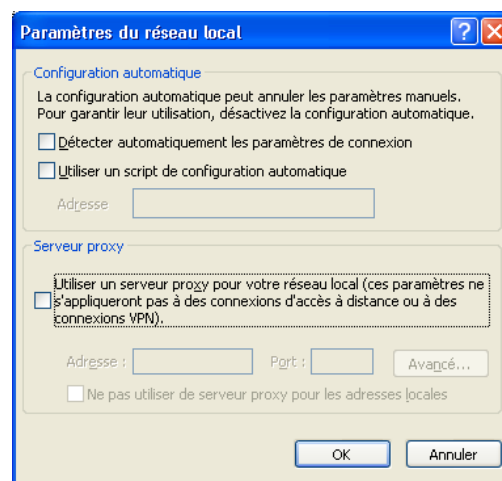 Paramètres du réseau local
Configuration automatique
La configuration automatique peut annuler les paramètres manuels.
Pour garantir leur utilisation, désactivez la configuration automatique.
Détecter automatiquement les paramètres de connexion
Utiliser un script de configuration automatique
Adresse
Serveur proxy
Utiliser un serveur proxy pour votre réseau local (ces paramètres ne
s'appliqueront pas à des connexions d'accès à distance ou à des
connexions VPN).
Adresse : Port : Avancé...
Ne pas utiliser de serveur proxy pour les adresses locales
OK Annuler